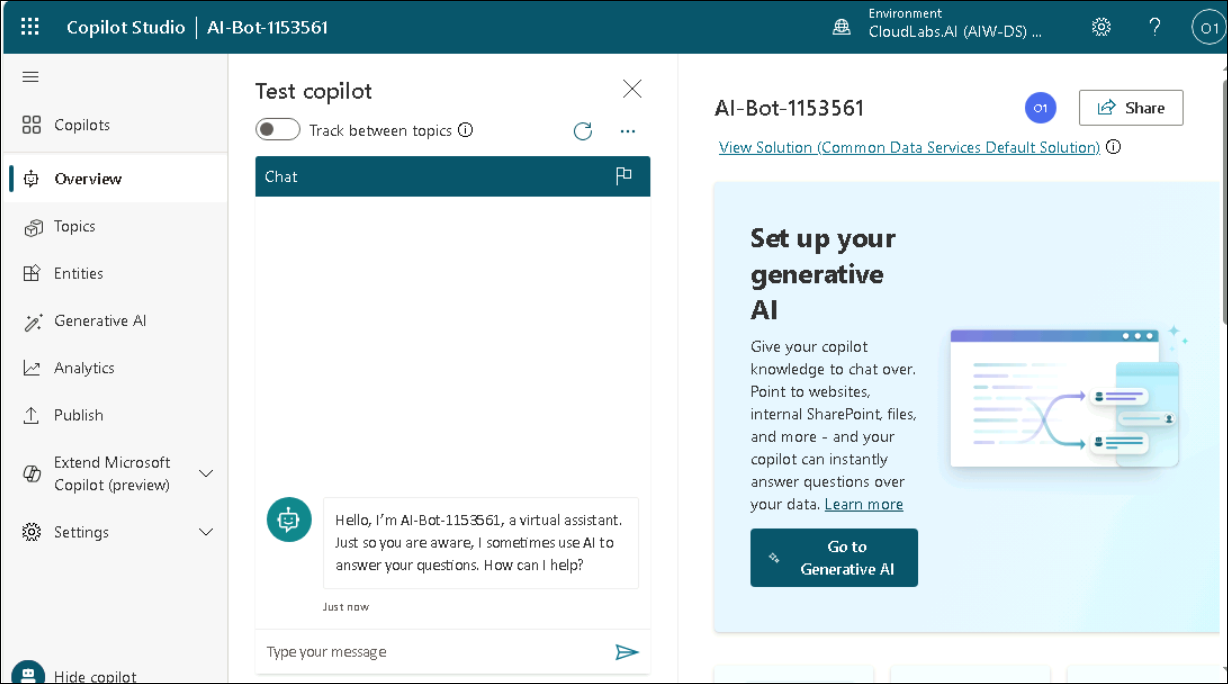 Copilot Studio | AI-Bot-1153561
Environment
CloudLabs.AI (AIW-DS) ...
?
O1
Copilots
Overview
Topics
Entities
Generative AI
Analytics
Publish
Extend Microsoft
Copilot (preview)
Settings
Hide copilot
Test copilot
Track between topics
Chat
Hello, I'm AI-Bot-1153561, a virtual assistant.
Just so you are aware, I sometimes use AI to
answer your questions. How can I help?
Just now
Type your message
AI-Bot-1153561
O1
Share
View Solution (Common Data Services Default Solution)
Set up your
generative
AI
Give your copilot
knowledge to chat over.
Point to websites,
internal SharePoint, files,
and more - and your
copilot can instantly
answer questions over
your data. Learn more
Go to
Generative AI